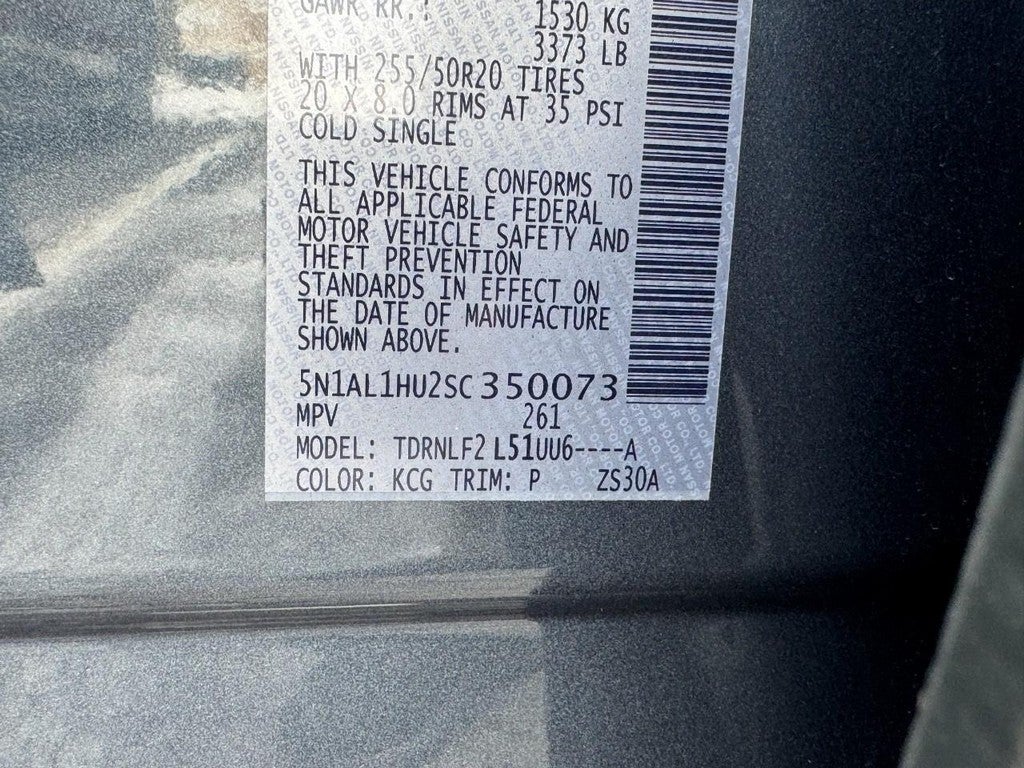 GAWR RR.: 1530 KG
3373 LB
WITH 255/50R20 TIRES
20 X 8.0 RIMS AT 35 PSI
COLD SINGLE
THIS VEHICLE CONFORMS TO
ALL APPLICABLE FEDERAL
MOTOR VEHICLE SAFETY AND
THEFT PREVENTION
STANDARDS IN EFFECT ON
THE DATE OF MANUFACTURE
SHOWN ABOVE.
5N1AL1HU2SC350073
MPV 261
MODEL: TDRNLF2 L51UU6----A
COLOR: KCG TRIM: P ZS30A